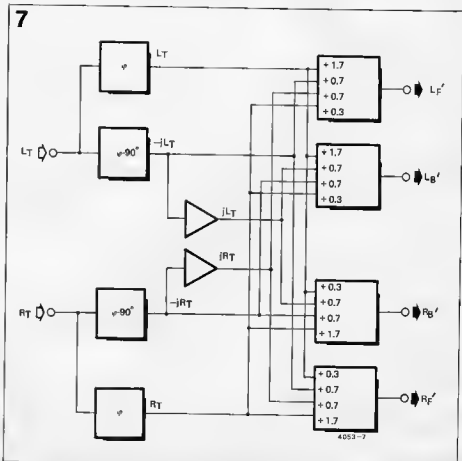 7
φ
LT
+ 1.7
+ 0.7
+ 0.7
+ 0.3
LF'
LT
φ-90°
-jLT
+ 1.7
+ 0.7
+ 0.7
+ 0.3
LB'
jLT
jRT
RT
φ-90°
-jRT
+ 0.3
+ 0.7
+ 0.7
+ 1.7
RB'
φ
RT
+ 0.3
+ 0.7
+ 0.7
+ 1.7
RF'
4053-7